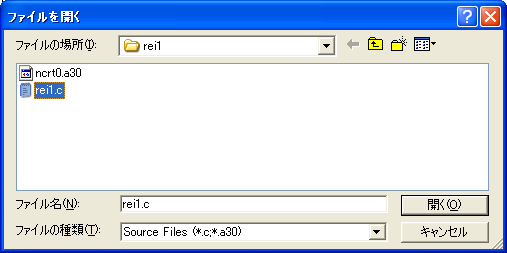 ファイルを開く
ファイルの場所(I): rei1
ncrt0.a30
rei1.c
ファイル名(N): rei1.c 開く(O)
ファイルの種類(T): Source Files (*.c;*.a30) キャンセル